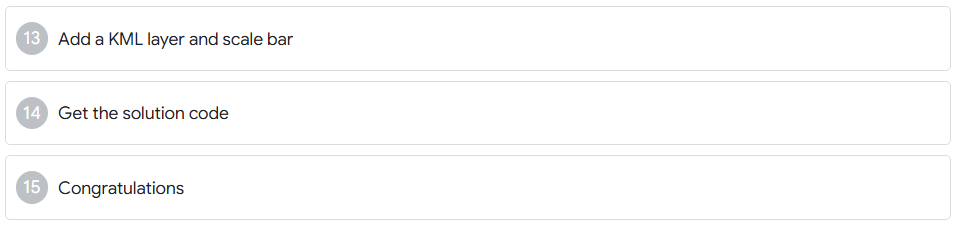 13 Add a KML layer and scale bar
14 Get the solution code
15 Congratulations